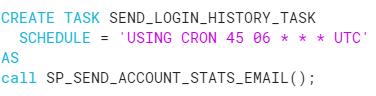 CREATE TASK SEND_LOGIN_HISTORY_TASK
SCHEDULE = 'USING CRON 45 06 * * * UTC'
AS
call SP_SEND_ACCOUNT_STATS_EMAIL();